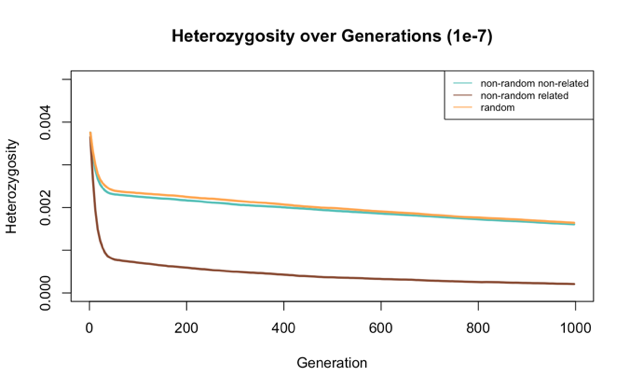 Heterozygosity over Generations (1e-7)
non-random non-related
non-random related
random
Heterozygosity
0.004
0.002
0.000
0
200
400
600
800
1000
Generation